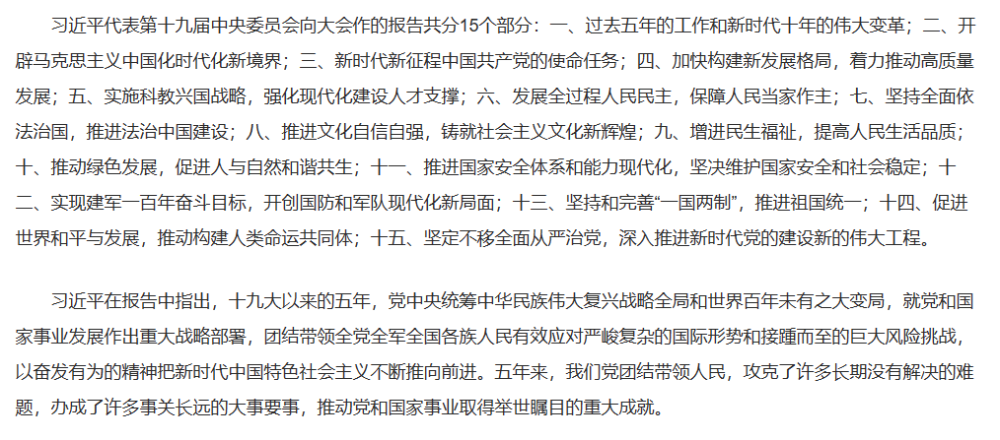 习近平代表第十九届中央委员会向大会作的报告共分15个部分：一、过去五年的工作和新时代十年的伟大变革；二、开
辟马克思主义中国化时代化新境界；三、新时代新征程中国共产党的使命任务；四、加快构建新发展格局，着力推动高质量
发展；五、实施科教兴国战略，强化现代化建设人才支撑；六、发展全过程人民民主，保障人民当家作主；七、坚持全面依
法治国，推进法治中国建设；八、推进文化自信自强，铸就社会主义文化新辉煌；九、增进民生福祉，提高人民生活品质；
十、推动绿色发展，促进人与自然和谐共生；十一、推进国家安全体系和能力现代化，坚决维护国家安全和社会稳定；十
二、实现建军一百年奋斗目标，开创国防和军队现代化新局面；十三、坚持和完善“一国两制”，推进祖国统一；十四、促进
世界和平与发展，推动构建人类命运共同体；十五、坚定不移全面从严治党，深入推进新时代党的建设新的伟大工程。
习近平在报告中指出，十九大以来的五年，党中央统筹中华民族伟大复兴战略全局和世界百年未有之大变局，就党和国
家事业发展作出重大战略部署，团结带领全党全军全国各族人民有效应对严峻复杂的国际形势和接踵而至的巨大风险挑战，
以奋发有为的精神把新时代中国特色社会主义不断推向前进。五年来，我们党团结带领人民，攻克了许多长期没有解决的难
题，办成了许多事关长远的大事要事，推动党和国家事业取得举世瞩目的重大成就。